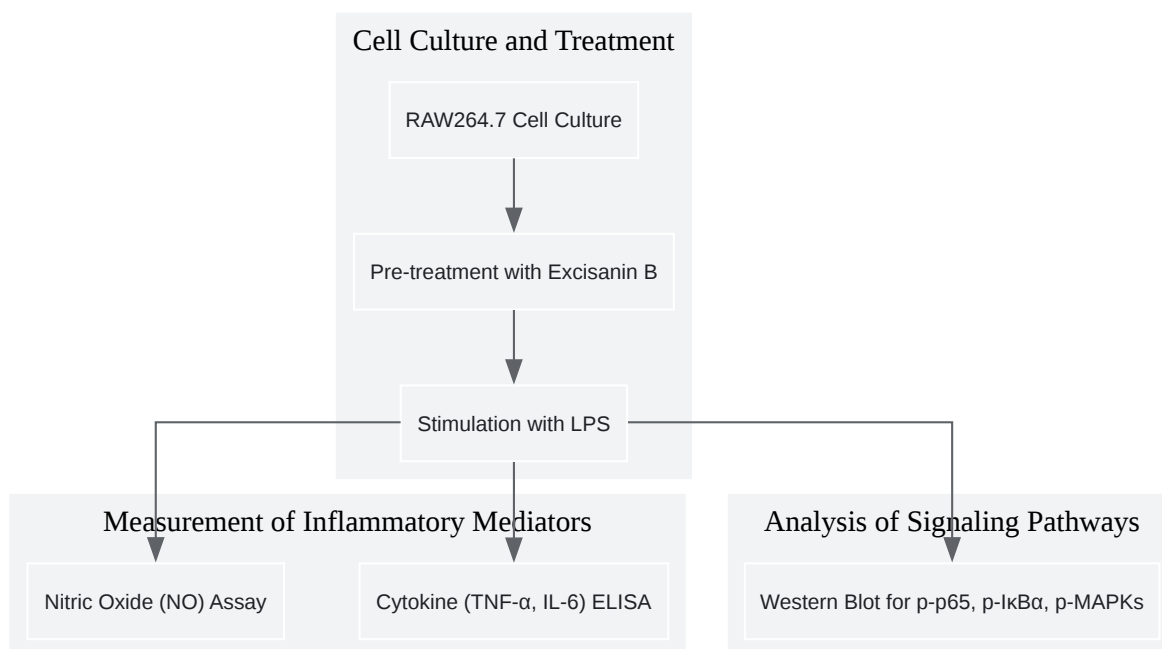 Cell Culture and Treatment
RAW264.7 Cell Culture
Pre-treatment with Excisanin B
Stimulation with LPS
Measurement of Inflammatory Mediators
Nitric Oxide (NO) Assay
Cytokine (TNF-α, IL-6) ELISA
Analysis of Signaling Pathways
Western Blot for p-p65, p-IκBα, p-MAPKs